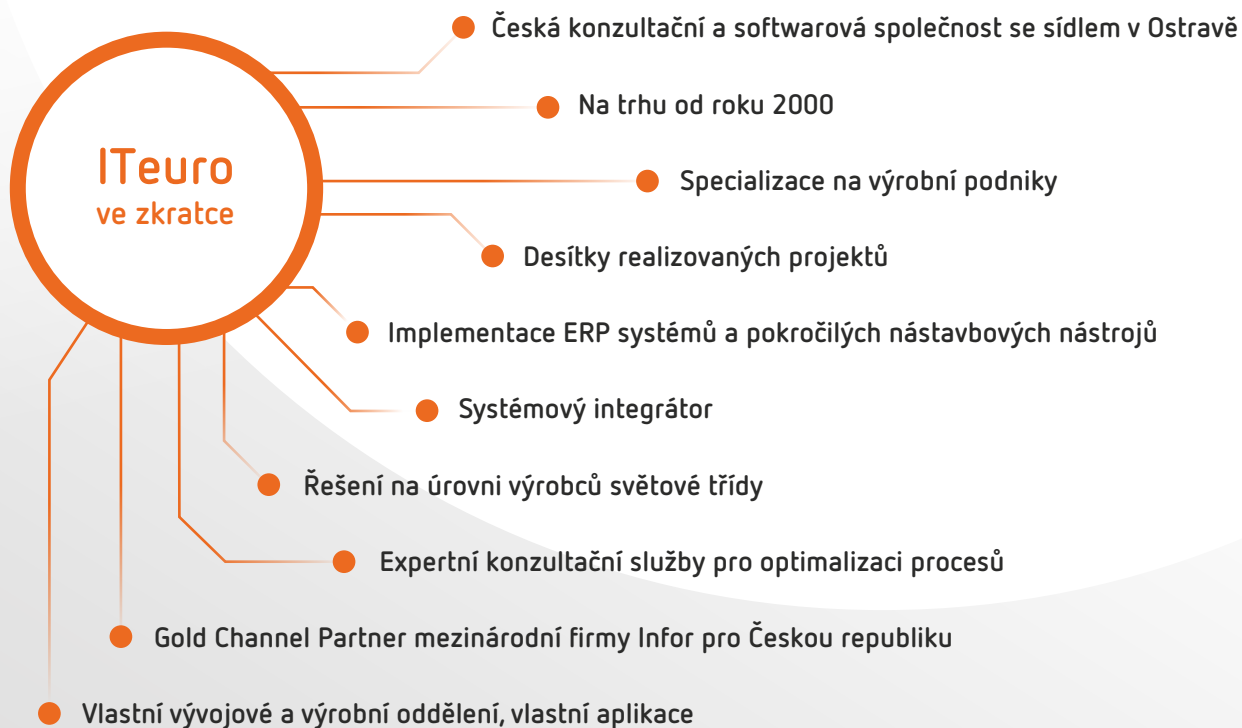 ITeuro
ve zkratce
Česká konzultační a softwarová společnost se sídlem v Ostravě
Na trhu od roku 2000
Specializace na výrobní podniky
Desítky realizovaných projektů
Implementace ERP systémů a pokročilých nástavbových nástrojů
Systémový integrátor
Řešení na úrovni výrobců světové třídy
Expertní konzultační služby pro optimalizaci procesů
Gold Channel Partner mezinárodní firmy Infor pro Českou republiku
Vlastní vývojové a výrobní oddělení, vlastní aplikace